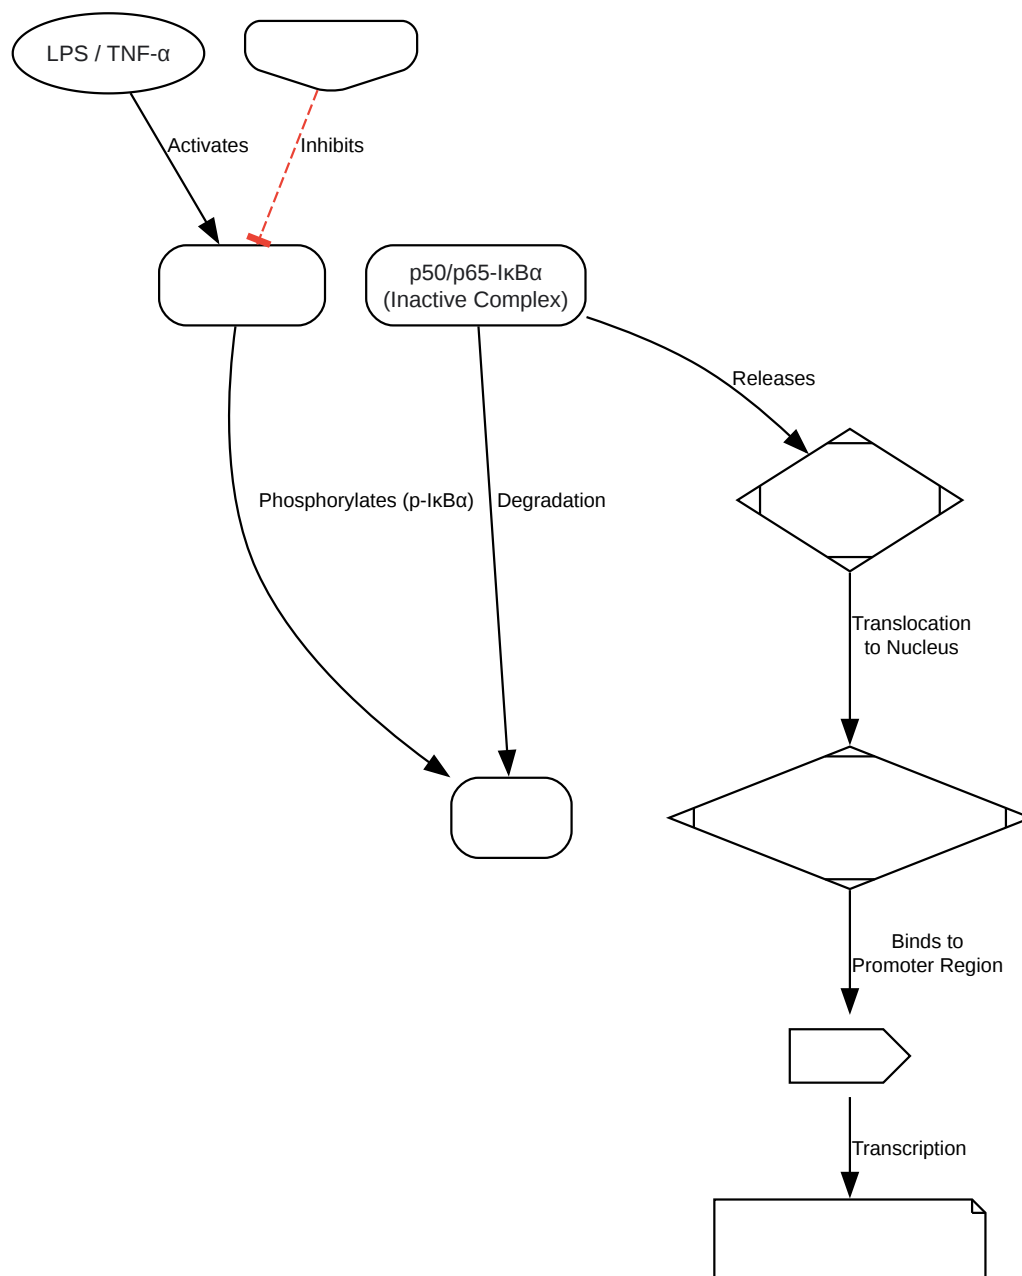 LPS / TNF-α
Activates
Inhibits
p50/p65-IκBα
(Inactive Complex)
Releases
Phosphorylates (p-IκBα)
Degradation
Translocation
to Nucleus
Binds to
Promoter Region
Transcription